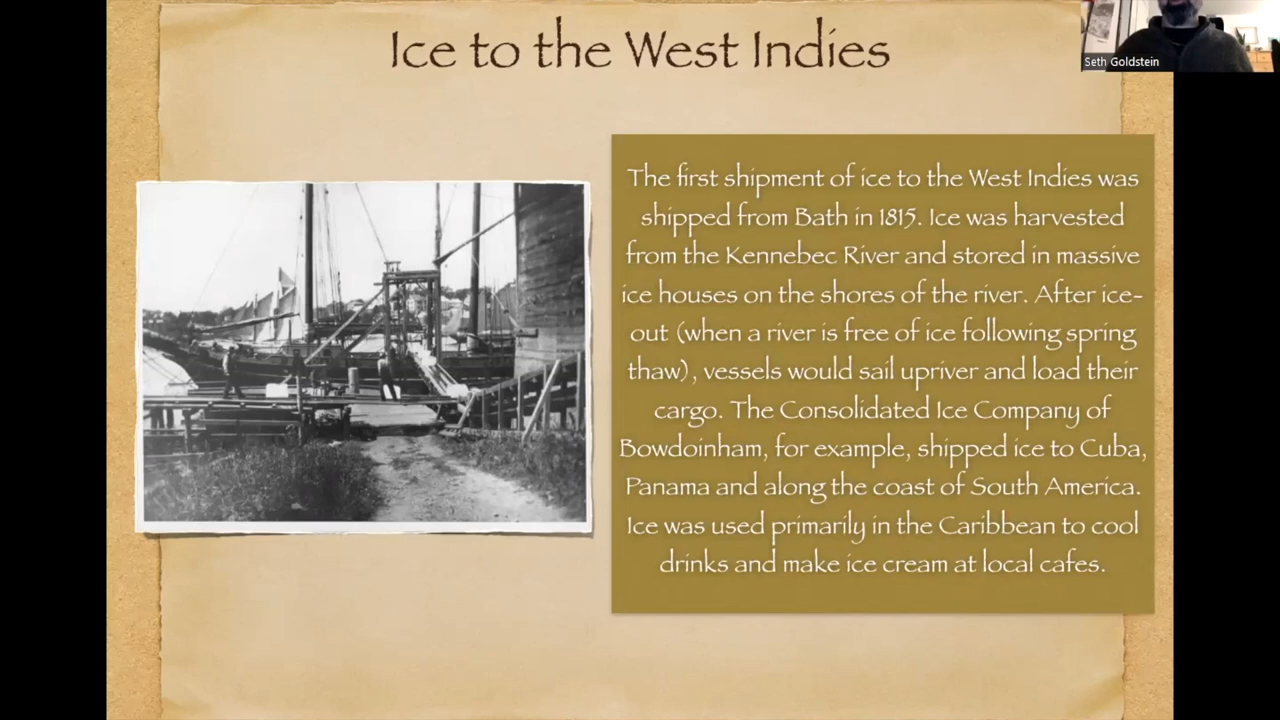 Ice to the West Indies
Seth Goldstein
The first shipment of ice to the West Indies was
shipped from Bath in 1815. Ice was harvested
from the Kennebec River and stored in massive
ice houses on the shores of the river. After ice-
out (when a river is free of ice following spring
thaw), vessels would sail upriver and load their
cargo. The Consolidated Ice Company of
Bowdoinham, for example, shipped ice to Cuba,
Panama and along the coast of South America.
Ice was used primarily in the Caribbean to cool
drinks and make ice cream at local cafes.